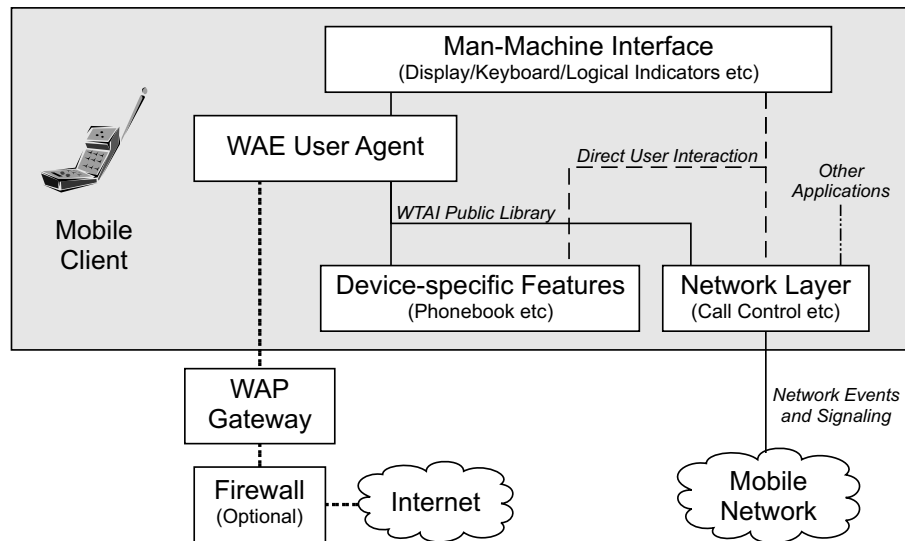 Man-Machine Interface
(Display/Keyboard/Logical Indicators etc)
WAE User Agent
Direct User Interaction
Other
Applications
Mobile
Client
WTAI Public Library
Device-specific Features
(Phonebook etc)
Network Layer
(Call Control etc)
WAP
Gateway
Network Events
and Signaling
Firewall
(Optional)
Internet
Mobile
Network